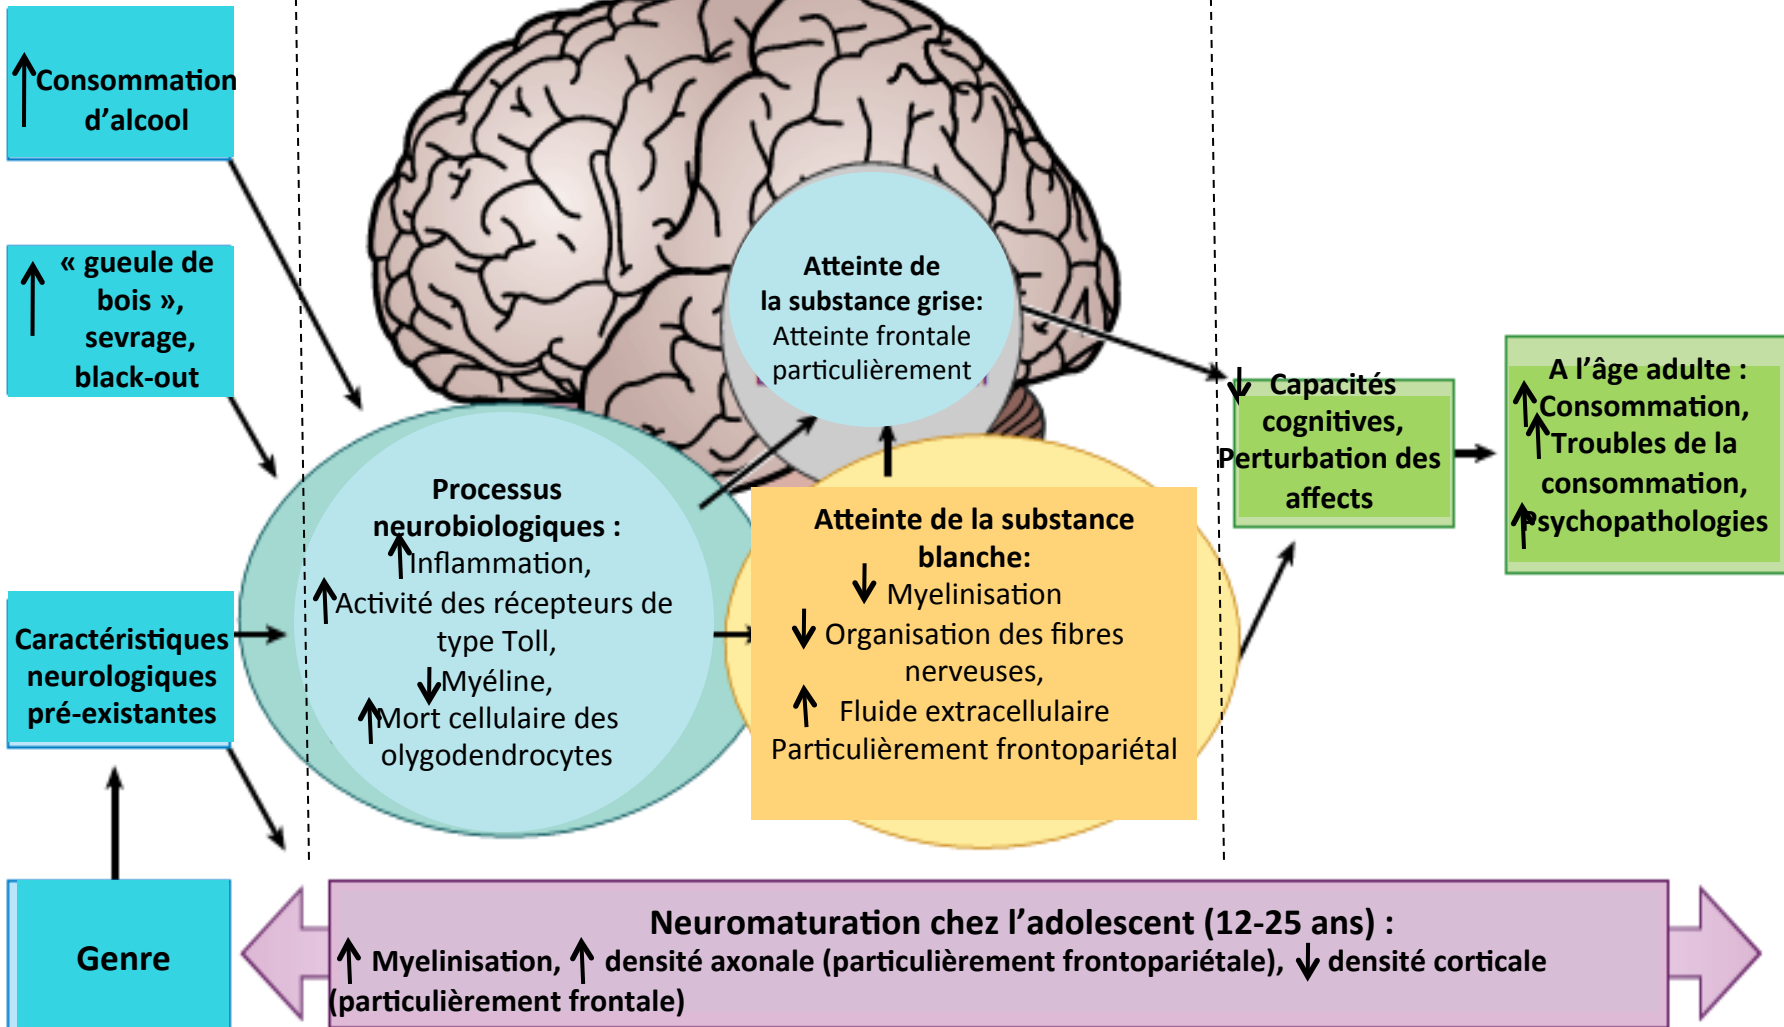 Consommation
d'alcool
« gueule de
bois »,
sevrage,
black-out
Caractéristiques
neurologiques
pré-existantes
Genre
Processus
neurobiologiques :
Inflammation,
Activité des récepteurs de
type Toll,
Myéline,
Mort cellulaire des
olygodendrocytes
Atteinte de
la substance grise:
Atteinte frontale
particulièrement
Atteinte de la substance
blanche:
Myelinisation
Organisation des fibres
nerveuses,
Fluide extracellulaire
Particulièrement frontopariétal
Capacités
cognitives,
Perturbation des
affects
A l'âge adulte :
Consommation,
Troubles de la
consommation,
Psychopathologies
Neuromaturation chez l'adolescent (12-25 ans) :
Myelinisation, densité axonale (particulièrement frontopariétale), densité corticale
(particulièrement frontale)